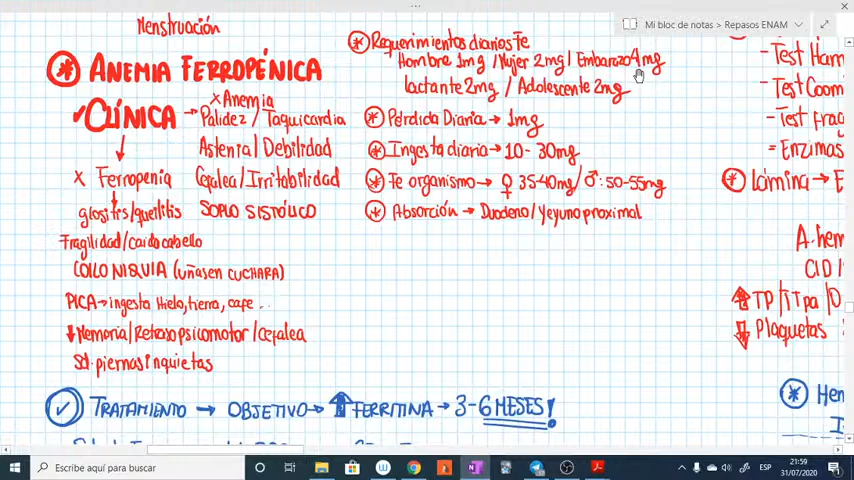 Menstruación
Mi bloc de notas » Repasos ENAM
* ANEMIA FERROPÉNICA
✓CLÍNICA
x Anemia
→ Palidez / Taquicardia
Astenia / Debilidad
Cefalea / Irritabilidad
SOPLO SISTÓLICO
x Ferropenia
glositis/queilitis
Fragilidad/caida cabello
COILONIQUIA (uñas en CUCHARA)
PICA → ingesta hielo, tierra, cafe ..
↓ Memoria/Retraso psicomotor / Cefalea
Sd. piernas inquietas
* Requerimientos diarios Fe
Hombre 1mg / Mujer 2mg / Embarazo 4mg
lactante 2mg / Adolescente 2mg
* Pérdida Diaria → 1mg
* Ingesta diaria → 10-30mg
* Fe organismo → ♀ 35-40mg / ♂: 50-55mg
* Absorción → Duodeno / Yeyuno proximal
- Test Ham
- Test Coom
- Test frag
= Enzimas
* Lámina → E
A. hem
CID /
↑ TP / TTpa / D
↓ Plaquetas
✓ TRATAMIENTO → OBJETIVO → ↑ FERRITINA → 3-6 MESES!
* Hem
Escribe aquí para buscar
ESP
21:59
31/07/2020